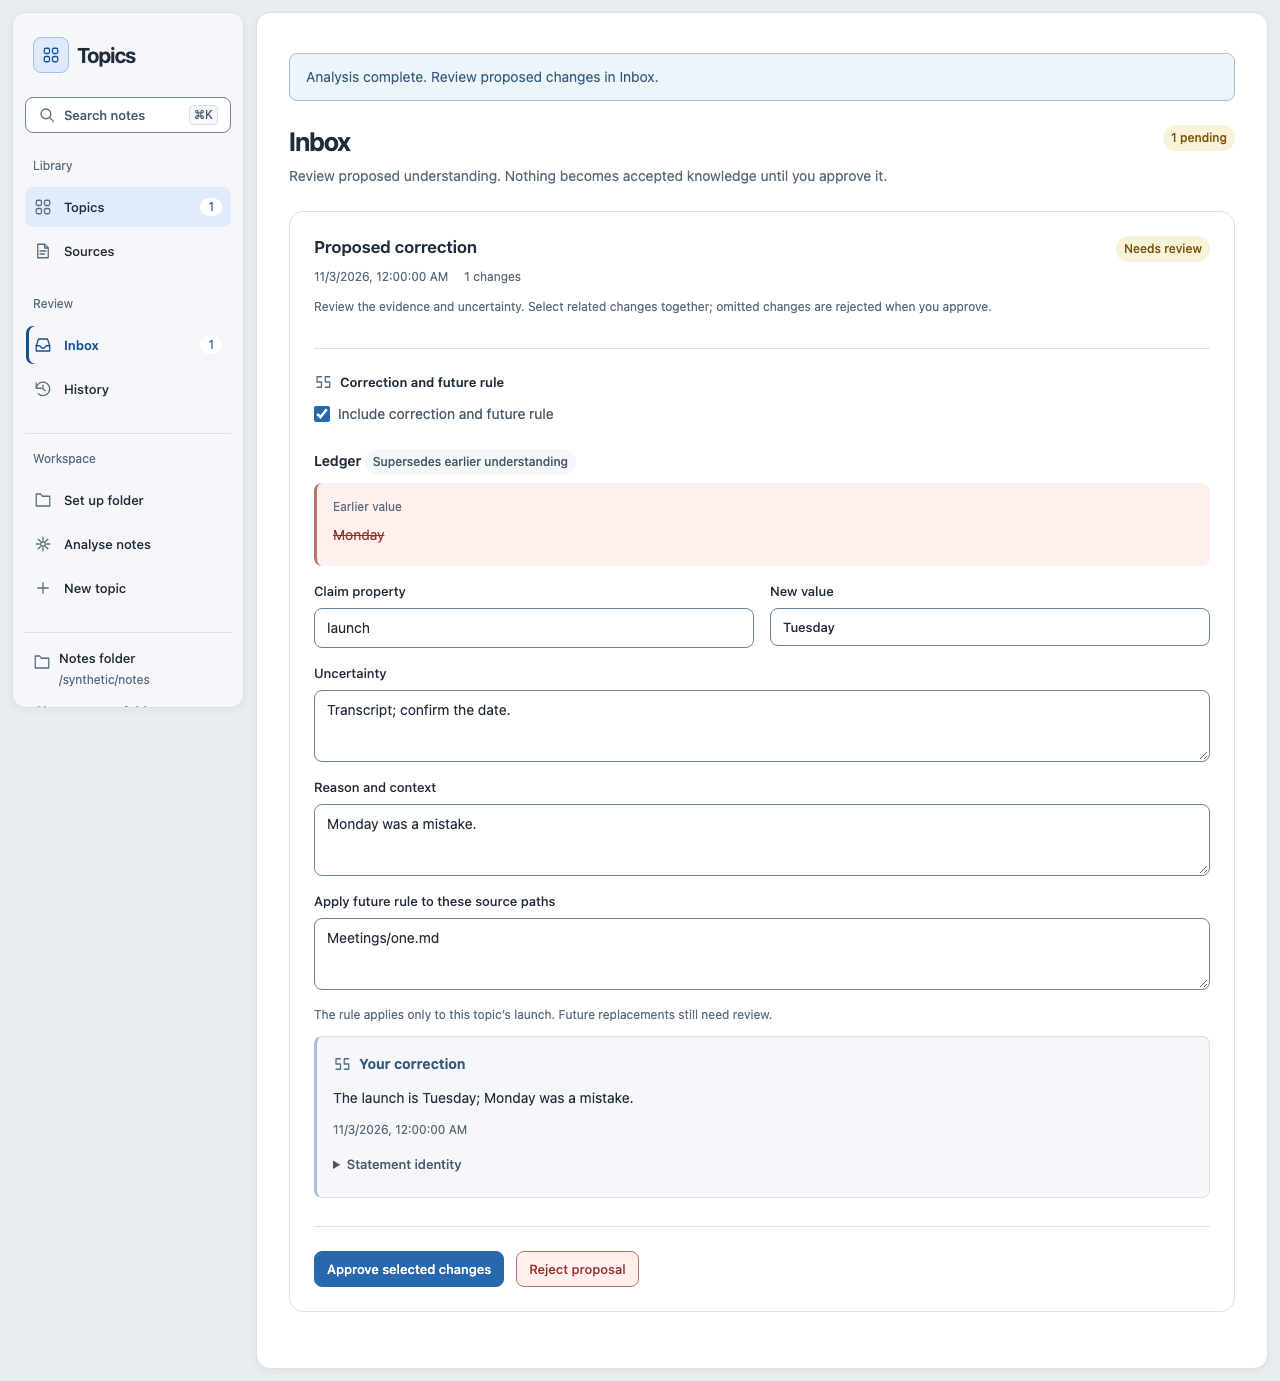 Topics
Search notes ⌘K
Library
Topics 1
Sources
Review
Inbox 1
History
Workspace
Set up folder
Analyse notes
New topic
Notes folder
/synthetic/notes
Analysis complete. Review proposed changes in Inbox.
Inbox
1 pending
Review proposed understanding. Nothing becomes accepted knowledge until you approve it.
Proposed correction
Needs review
11/3/2026, 12:00:00 AM 1 changes
Review the evidence and uncertainty. Select related changes together; omitted changes are rejected when you approve.
Correction and future rule
Include correction and future rule
Ledger Supersedes earlier understanding
Earlier value
Monday
Claim property
launch
New value
Tuesday
Uncertainty
Transcript; confirm the date.
Reason and context
Monday was a mistake.
Apply future rule to these source paths
Meetings/one.md
The rule applies only to this topic’s launch. Future replacements still need review.
Your correction
The launch is Tuesday; Monday was a mistake.
11/3/2026, 12:00:00 AM
Statement identity
Approve selected changes
Reject proposal